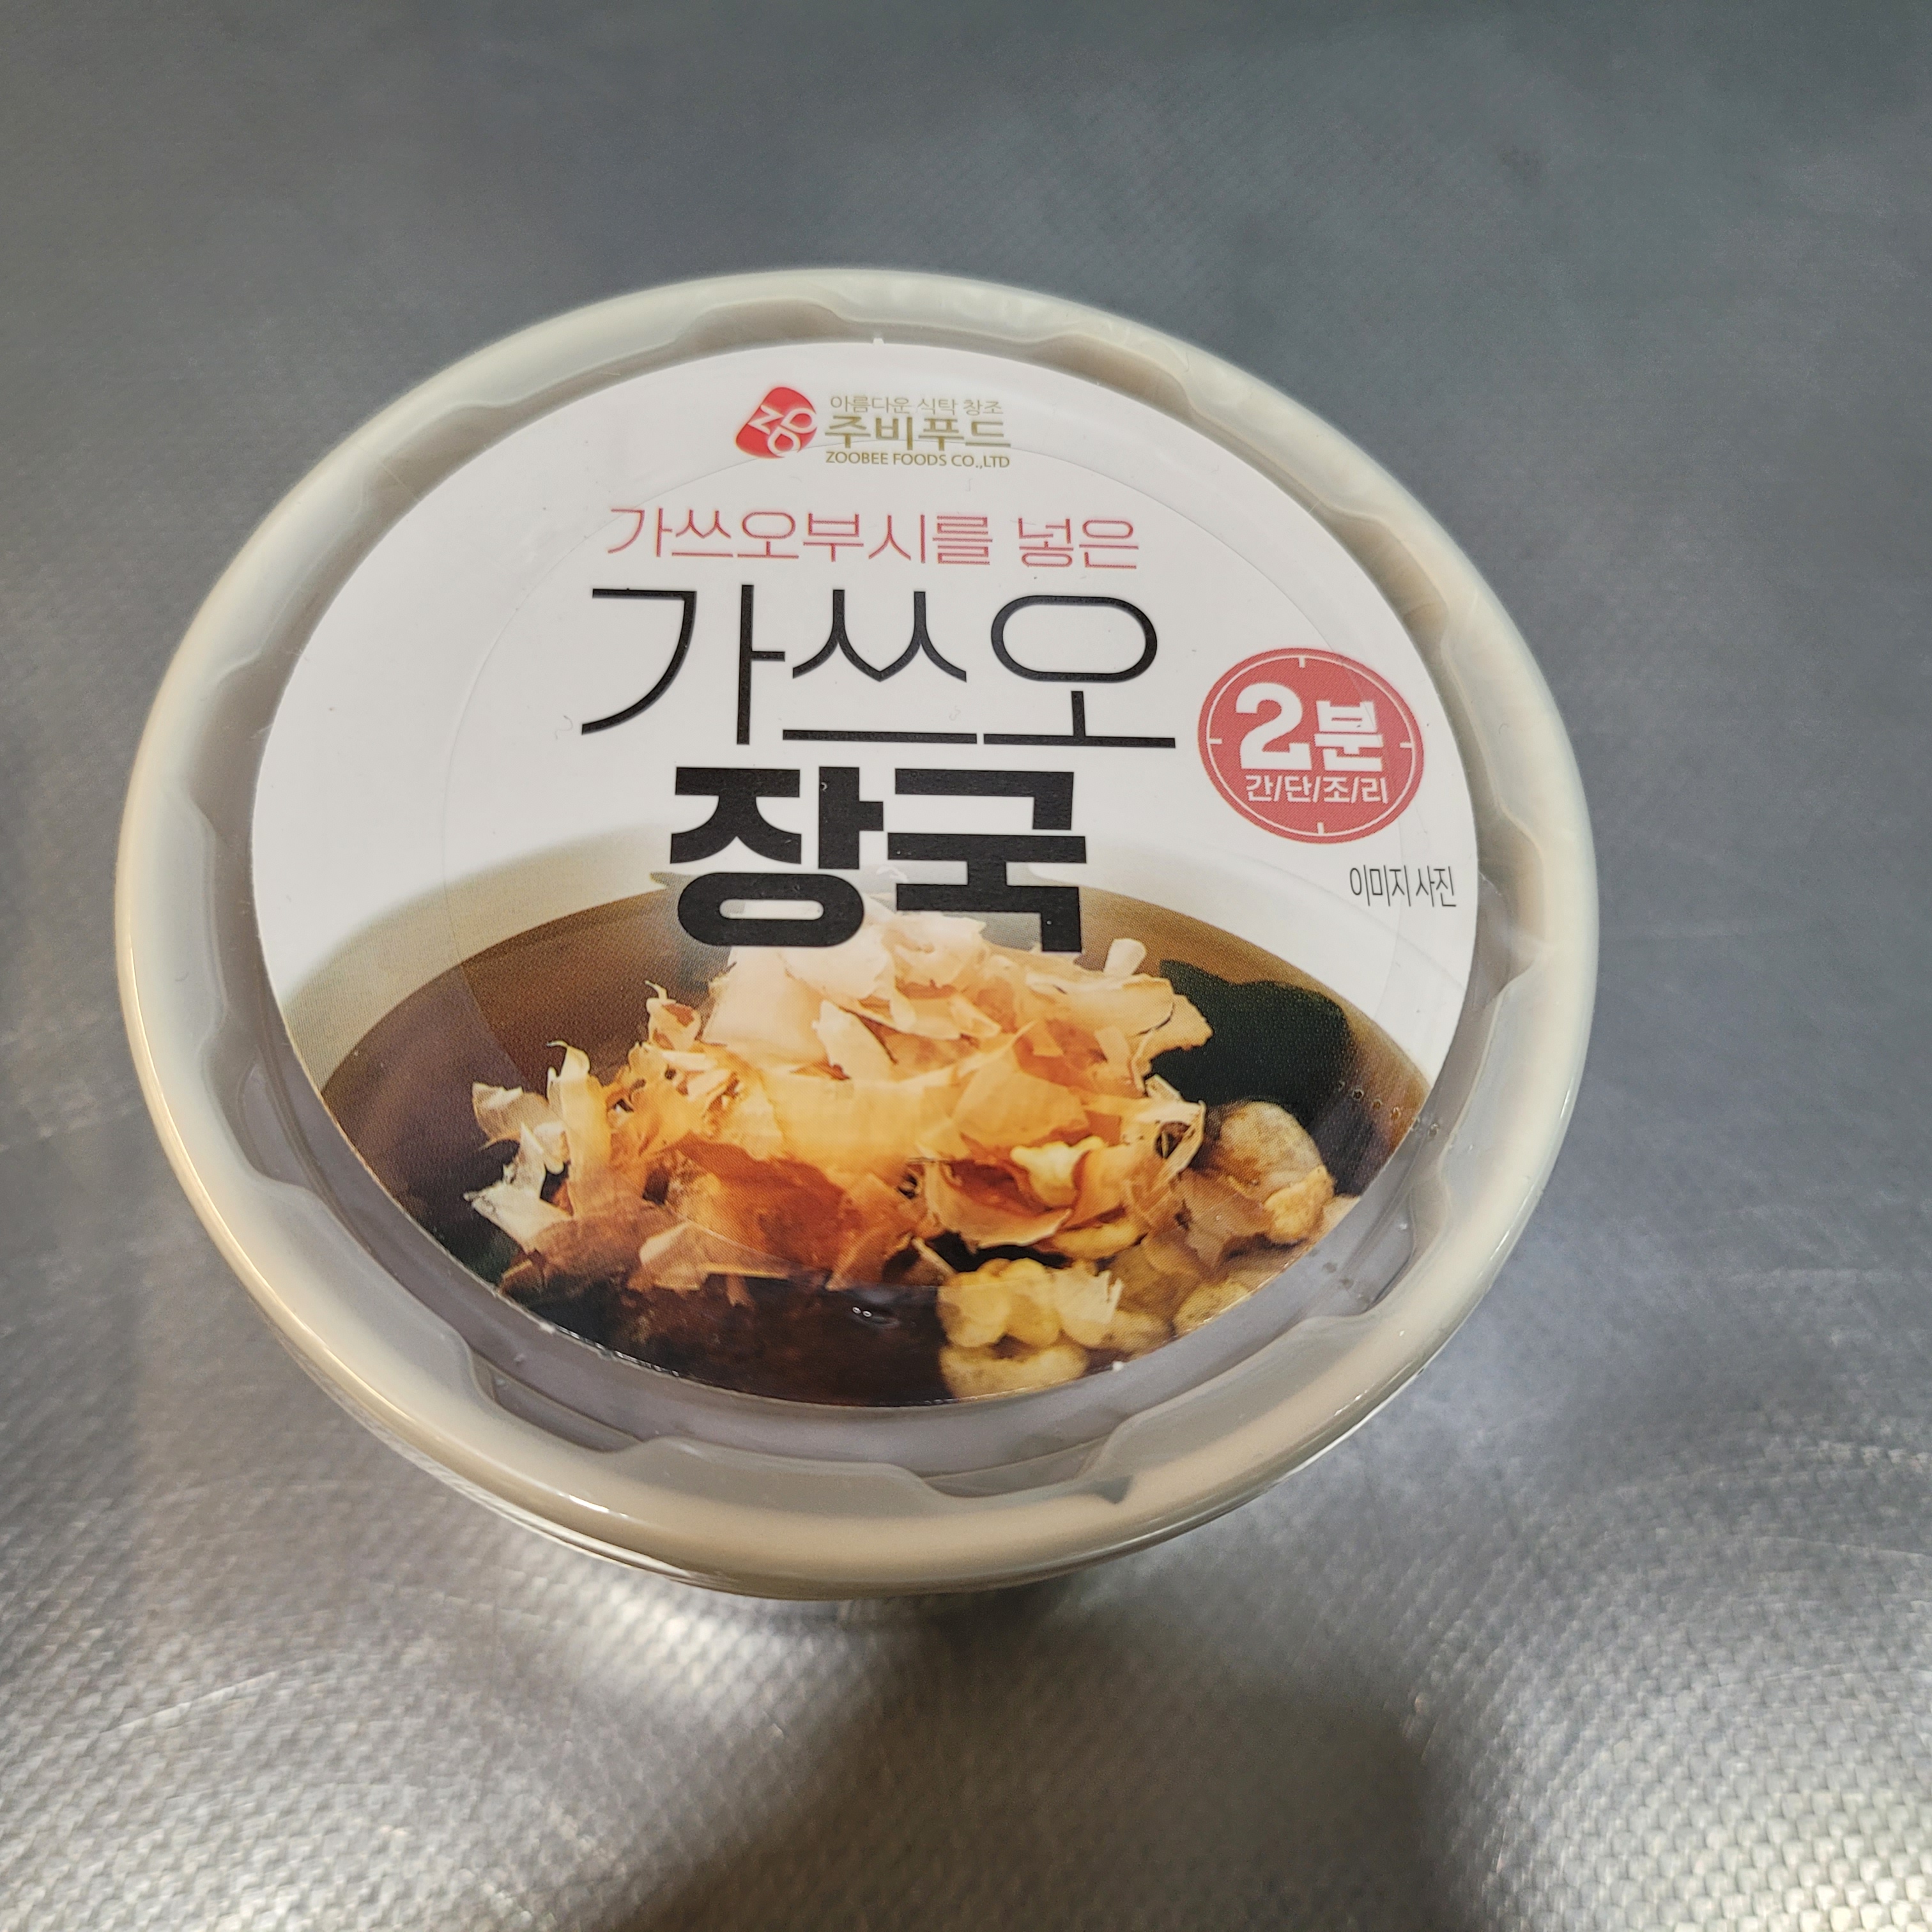 ZOO
아름다운 식탁 창조
주비푸드
ZOOBEE FOODS CO.,LTD
가쓰오부시를 넣은
가쓰오
장국
2분
간/단/조/리
이미지 사진